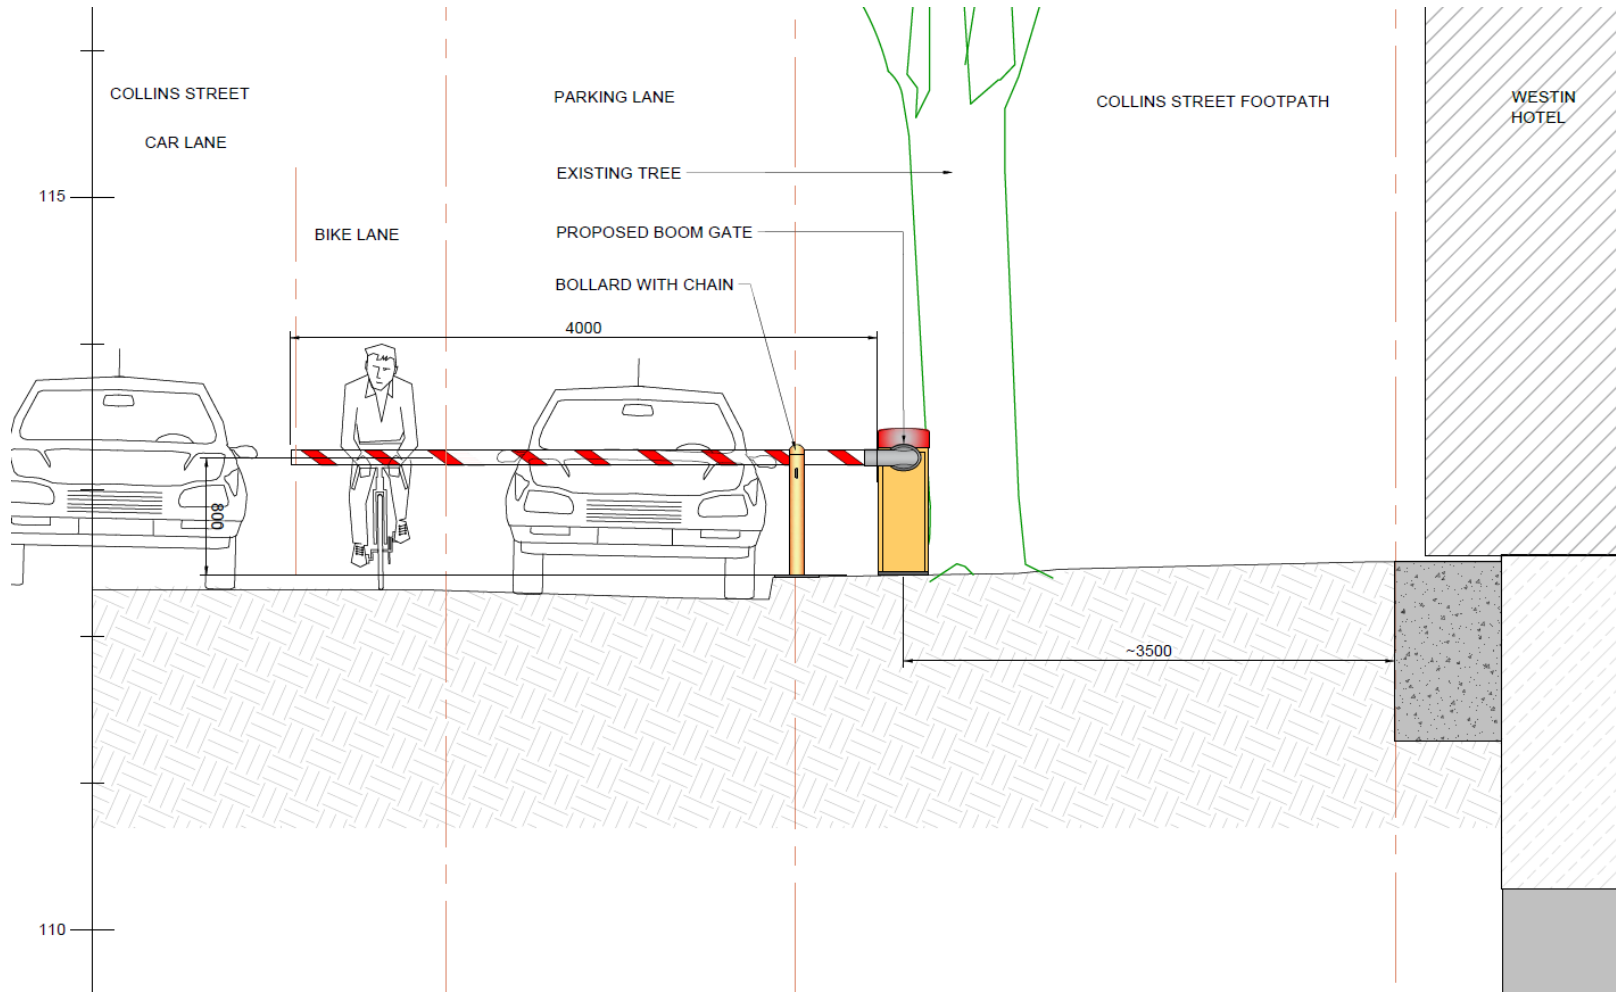 COLLINS STREET
PARKING LANE
COLLINS STREET FOOTPATH
WESTIN
HOTEL
CAR LANE
EXISTING TREE
115
BIKE LANE
PROPOSED BOOM GATE
BOLLARD WITH CHAIN
4000
800
~3500
110